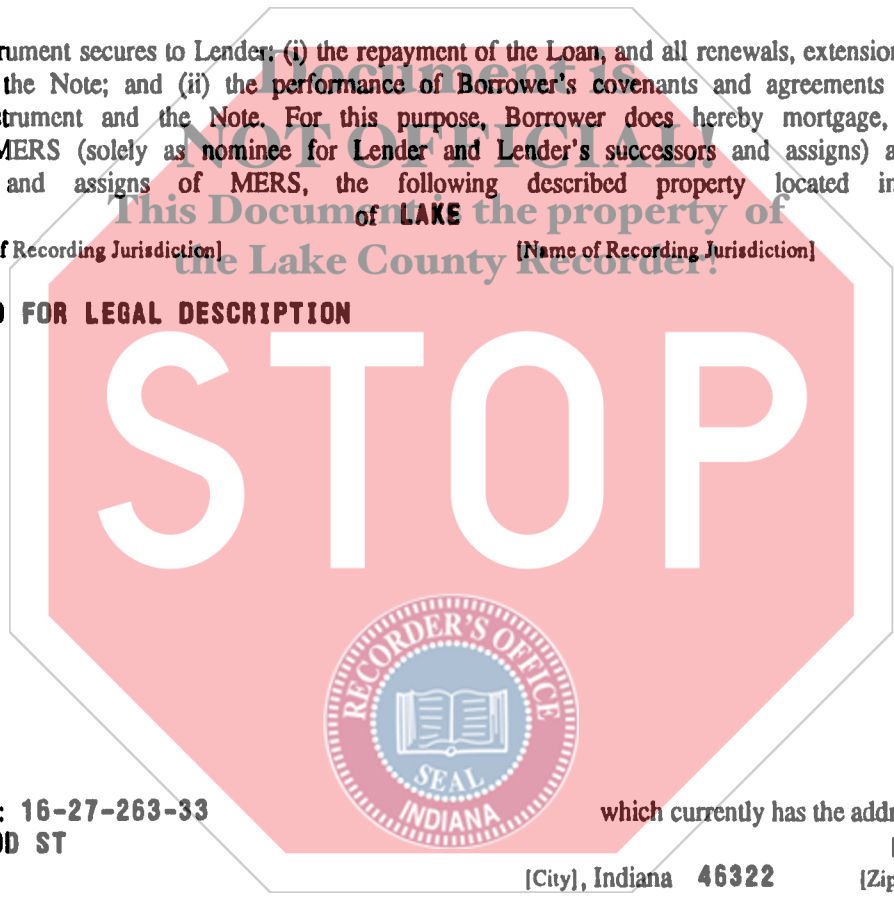 rument secures to Lender: (i) the repayment of the Loan, and all renewals, extension
the Note; and (ii) the performance of Borrower's covenants and agreements
Document is
trument and the Note. For this purpose, Borrower does hereby mortgage,
NOT OFFICIAL!
MERS (solely as nominee for Lender and Lender's successors and assigns) a
and assigns of MERS, the following described property located in
This Document is the property of
of LAKE
f Recording Jurisdiction] [Name of Recording Jurisdiction]
the Lake County Recorder!
FOR LEGAL DESCRIPTION
STOP
RECORDER'S OFFICE
SEAL
INDIANA
: 16-27-263-33 which currently has the addr
OD ST
[City], Indiana 46322 [Zip